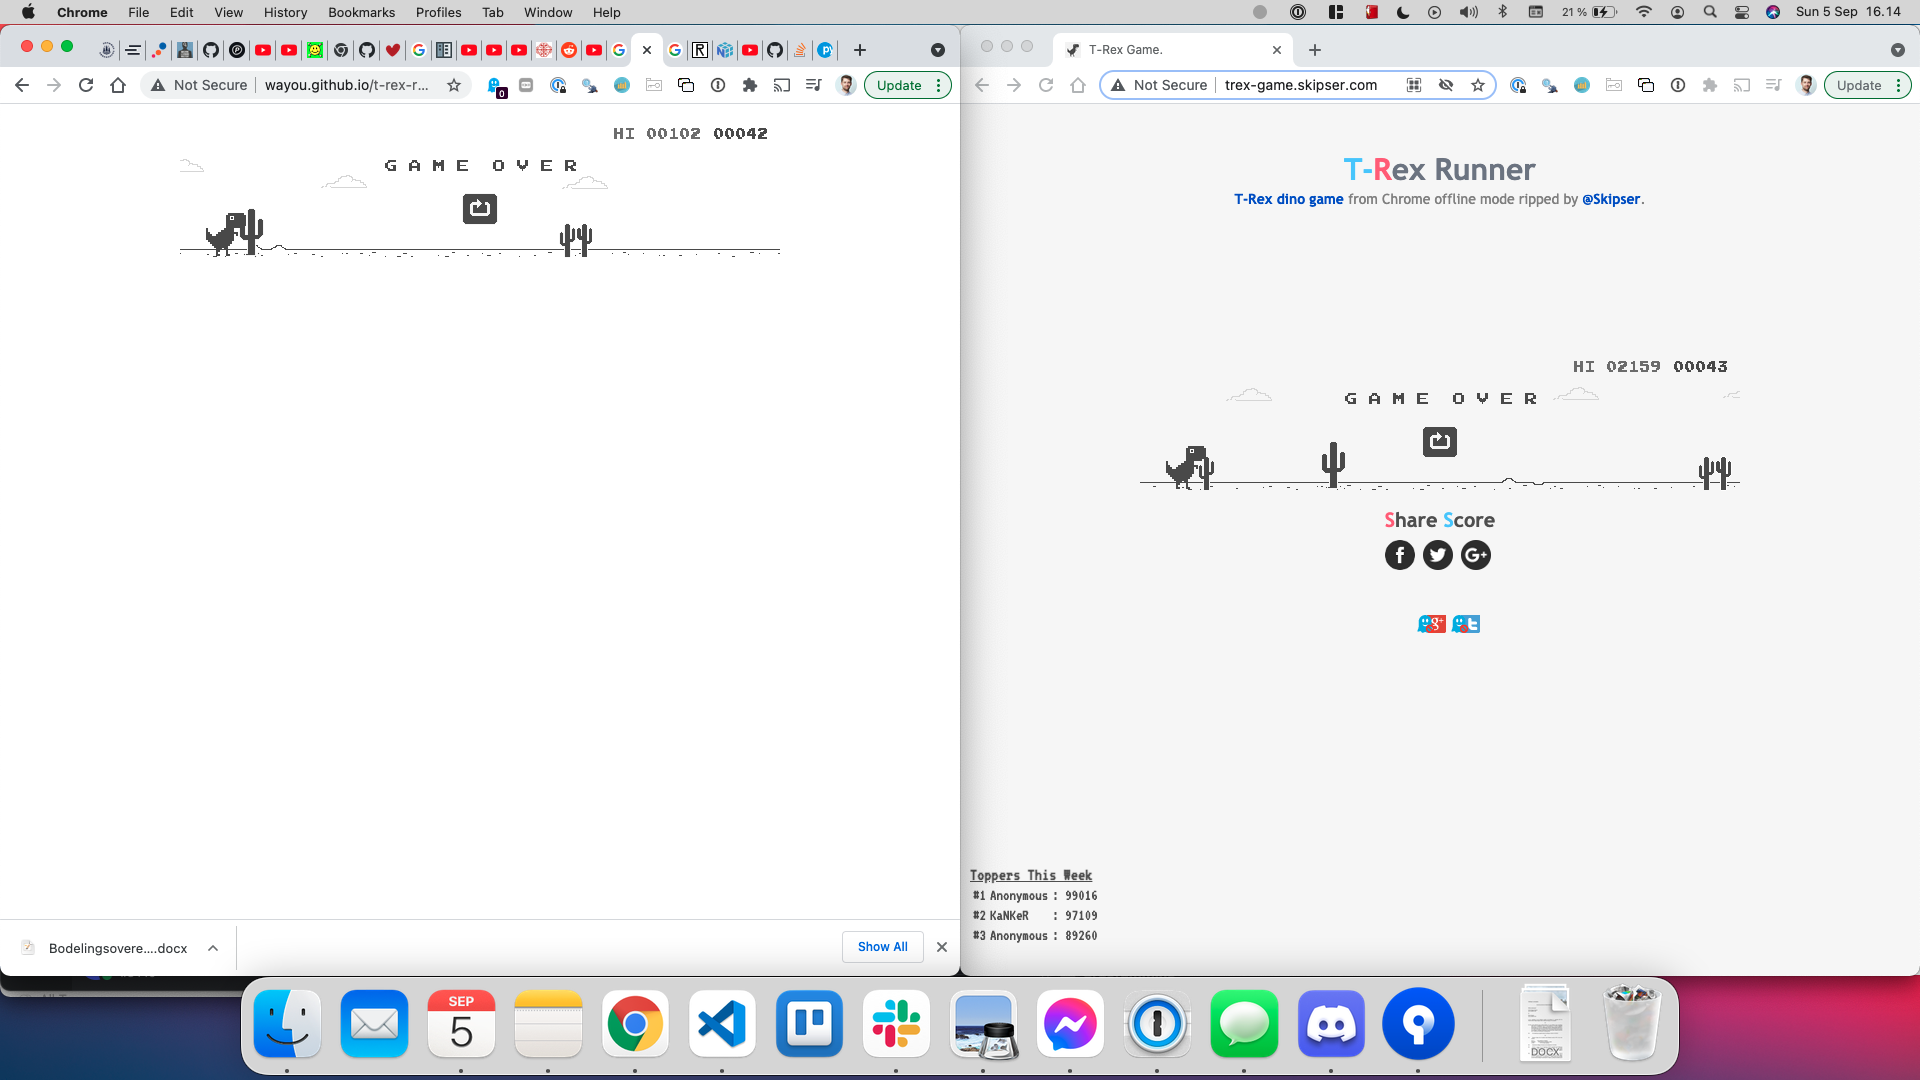 Chrome File Edit View History Bookmarks Profiles Tab Window Help
21 % Sun 5 Sep 16.14
Not Secure wayou.github.io/t-rex-r...
0
Update
HI 00102 00042
GAME OVER
Bodelingsovere....docx
Show All
T-Rex Game.
Not Secure trex-game.skipser.com
Update
T-Rex Runner
T-Rex dino game from Chrome offline mode ripped by @Skipser.
HI 02159 00043
GAME OVER
Share Score
Toppers This Week
#1 Anonymous : 99016
#2 KaNKeR : 97109
#3 Anonymous : 89260
SEP
5
DOCX